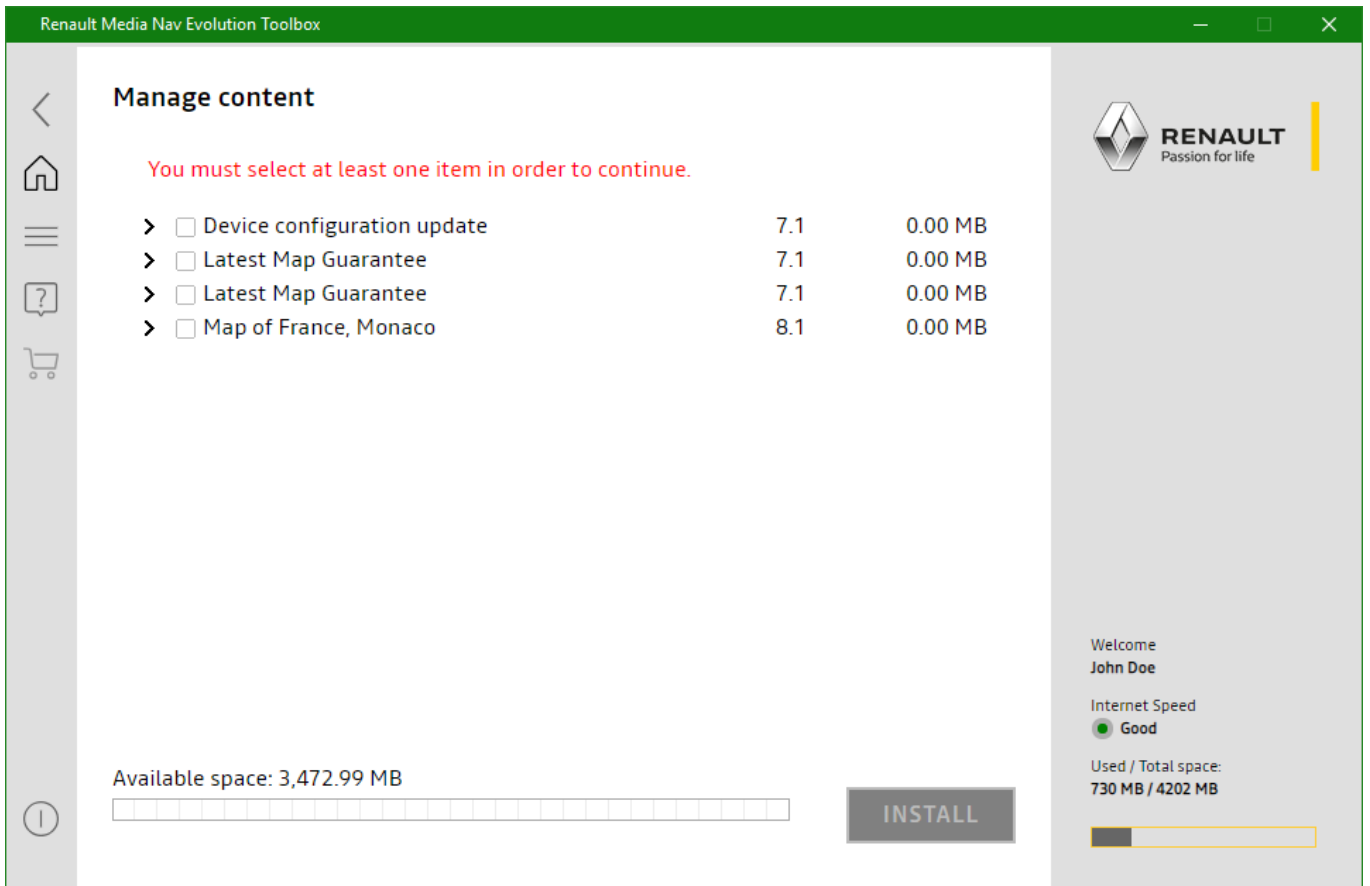 Renault Media Nav Evolution Toolbox
Manage content
You must select at least one item in order to continue.
Device configuration update 7.1 0.00 MB
Latest Map Guarantee 7.1 0.00 MB
Latest Map Guarantee 7.1 0.00 MB
Map of France, Monaco 8.1 0.00 MB
Available space: 3,472.99 MB
INSTALL
RENAULT
Passion for life
Welcome
John Doe
Internet Speed
Good
Used / Total space:
730 MB / 4202 MB